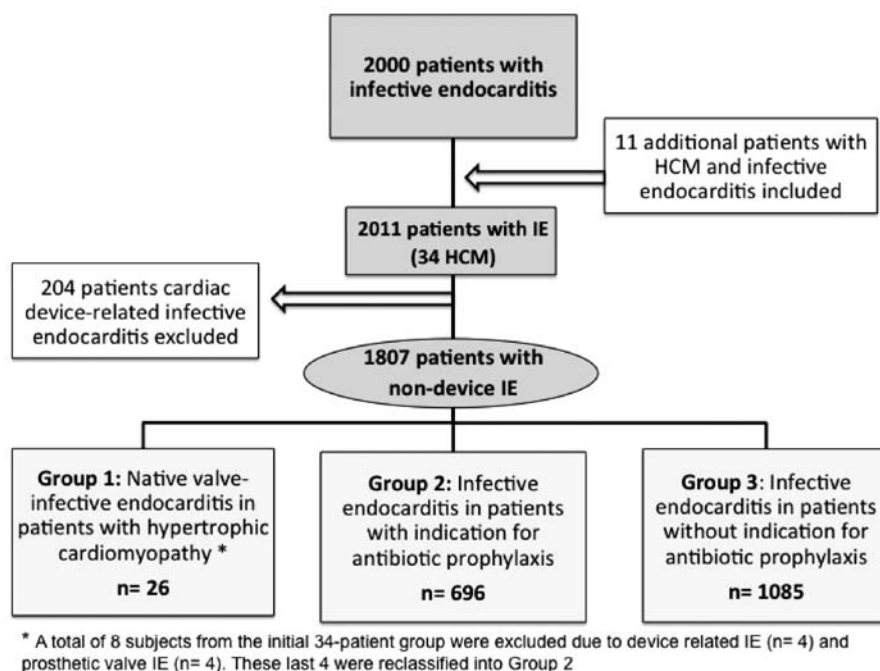 2000 patients with
infective endocarditis
11 additional patients with
HCM and infective
endocarditis included
2011 patients with IE
(34 HCM)
204 patients cardiac
device-related infective
endocarditis excluded
1807 patients with
non-device IE
Group 1: Native valve-
infective endocarditis in
patients with hypertrophic
cardiomyopathy *
n= 26
Group 2: Infective
endocarditis in patients
with indication for
antibiotic prophylaxis
n= 696
Group 3: Infective
endocarditis in patients
without indication for
antibiotic prophylaxis
n= 1085
* A total of 8 subjects from the initial 34-patient group were excluded due to device related IE (n= 4) and
prosthetic valve IE (n= 4). These last 4 were reclassified into Group 2